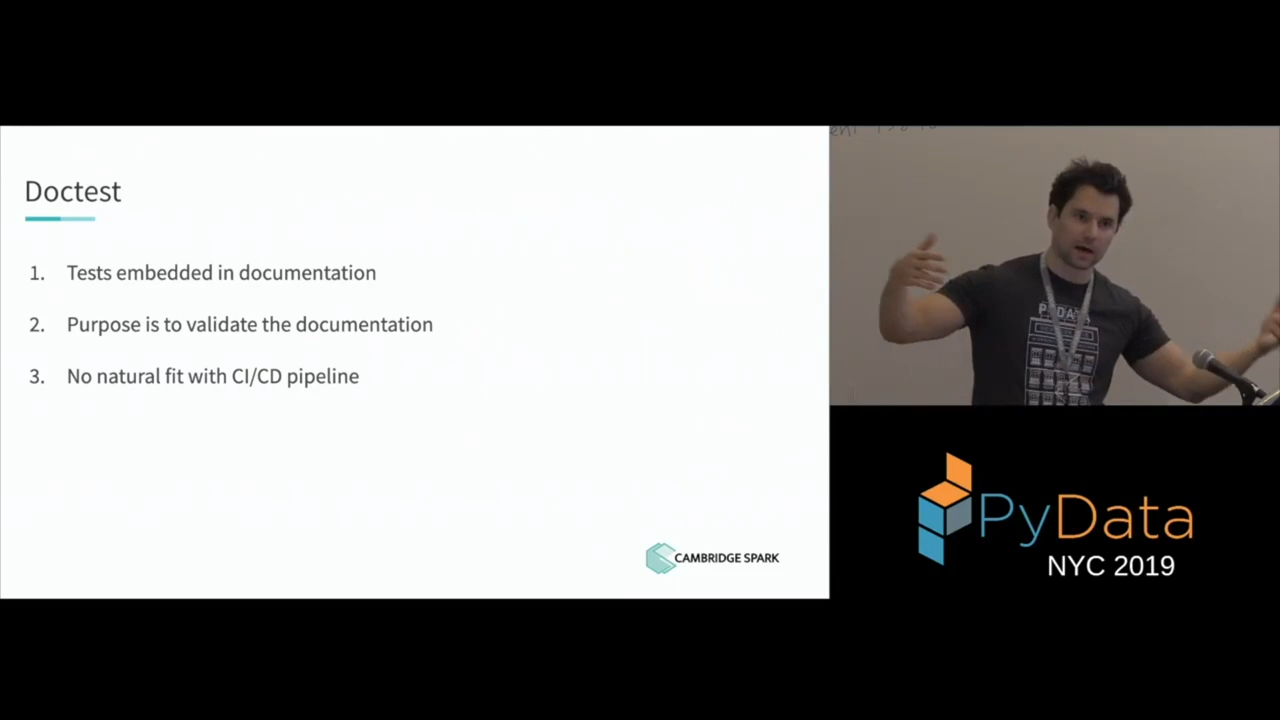 Doctest
1. Tests embedded in documentation
2. Purpose is to validate the documentation
3. No natural fit with CI/CD pipeline
CAMBRIDGE SPARK
PYDATA
PyData
NYC 2019